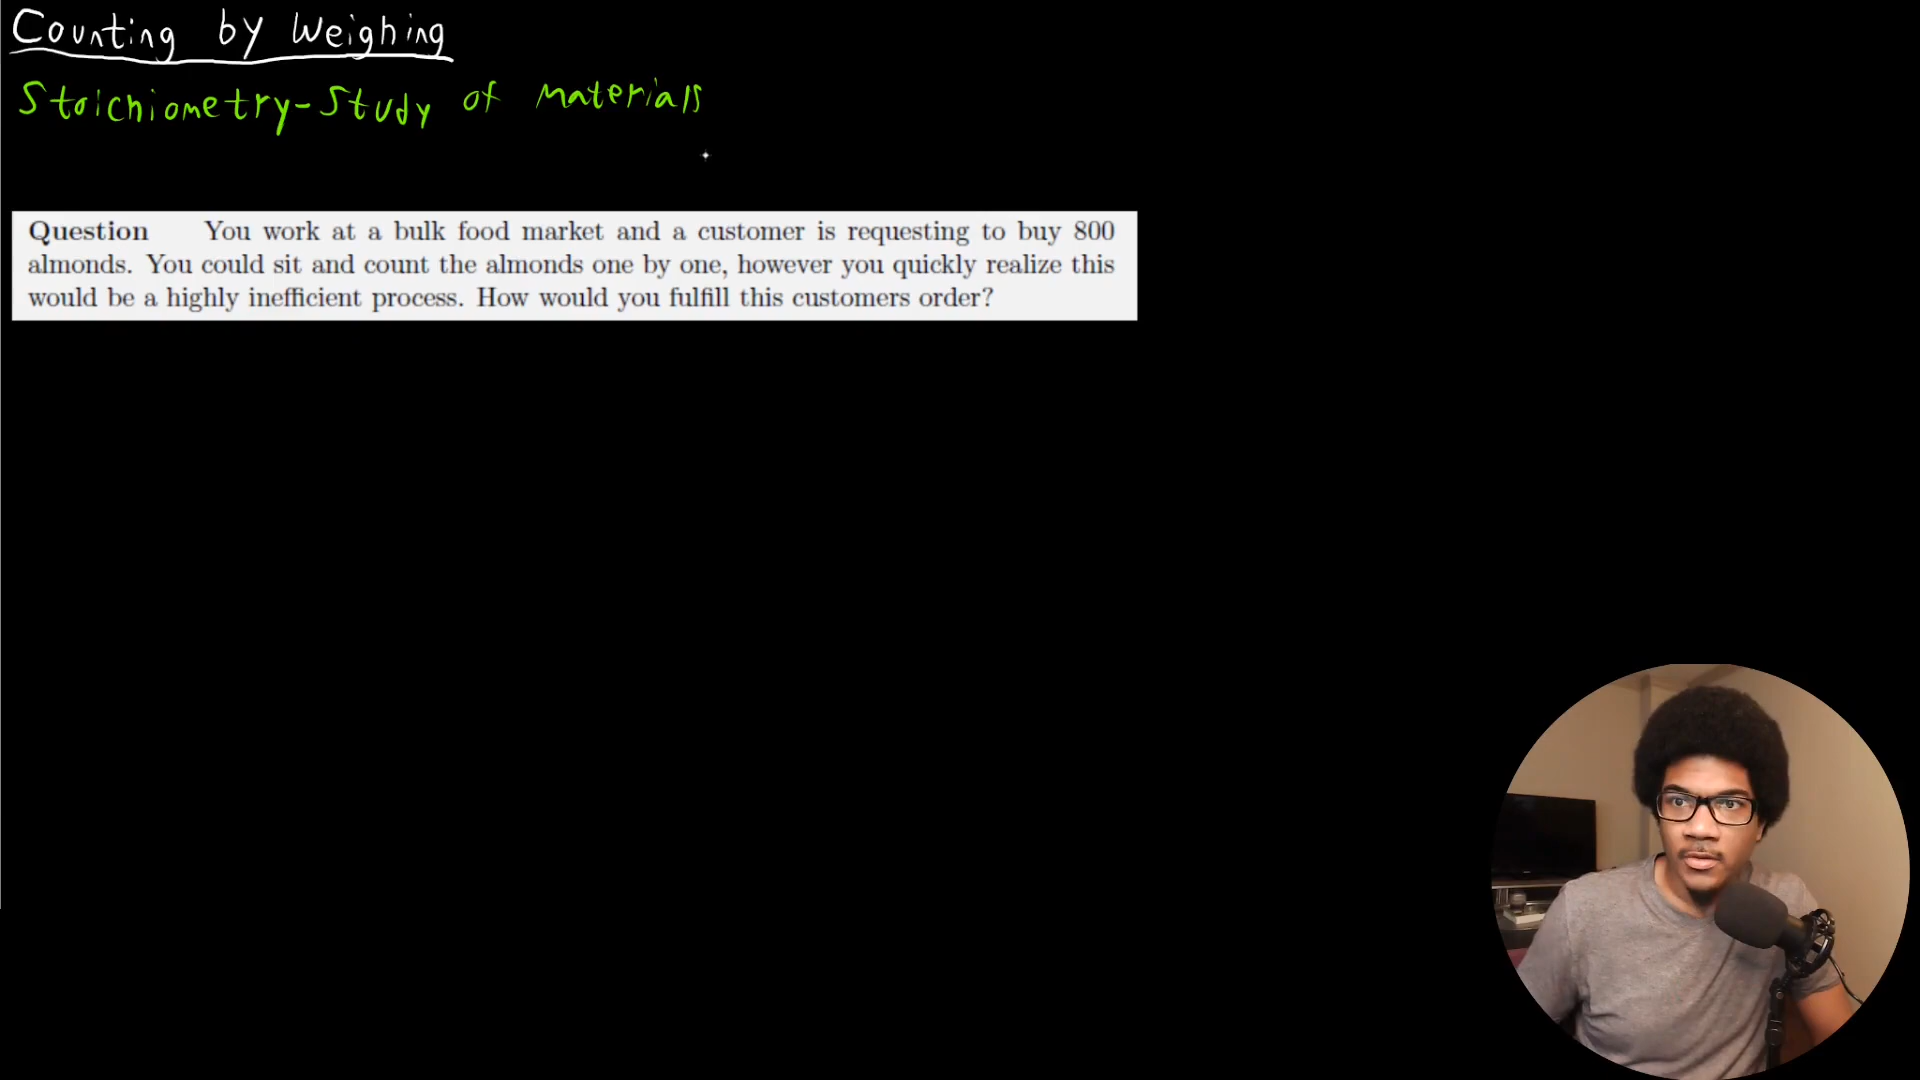 Counting by Weighing
Stoichiometry-Study of Materials
Question You work at a bulk food market and a customer is requesting to buy 800
almonds. You could sit and count the almonds one by one, however you quickly realize this
would be a highly inefficient process. How would you fulfill this customers order?